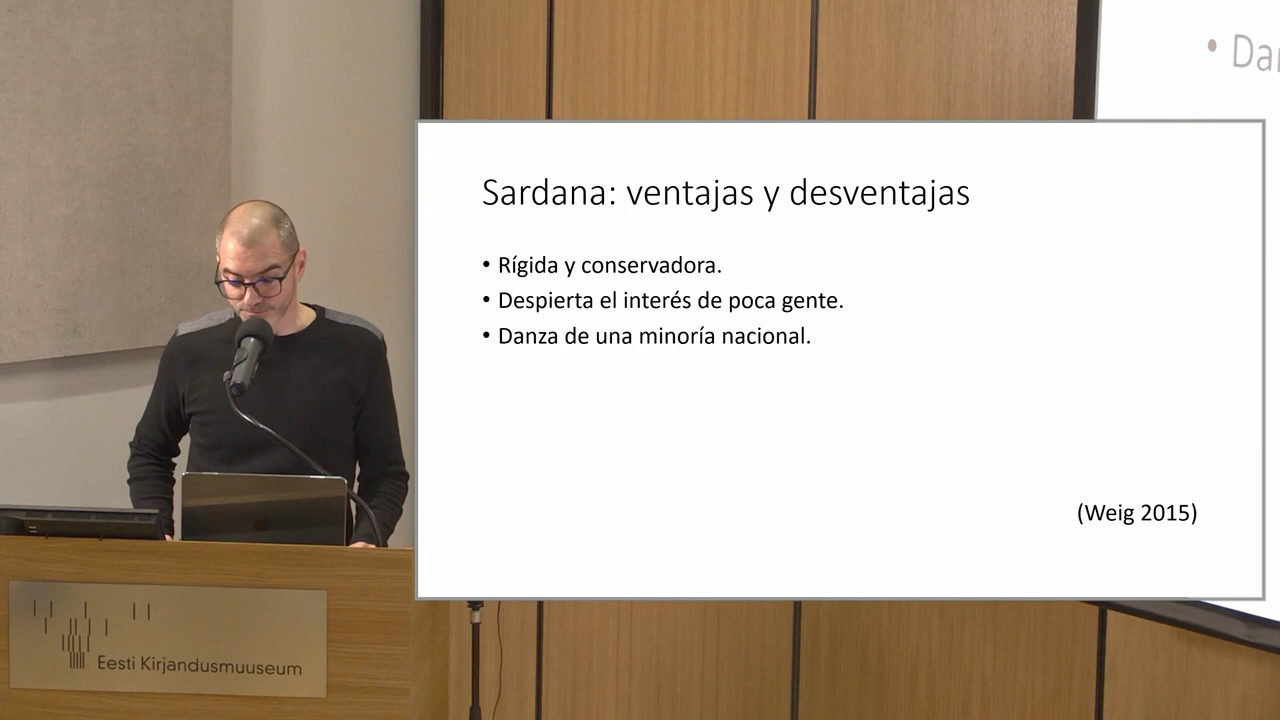 • Dar
Sardana: ventajas y desventajas
• Rígida y conservadora.
• Despierta el interés de poca gente.
• Danza de una minoría nacional.
(Weig 2015)
Eesti Kirjandusmuuseum